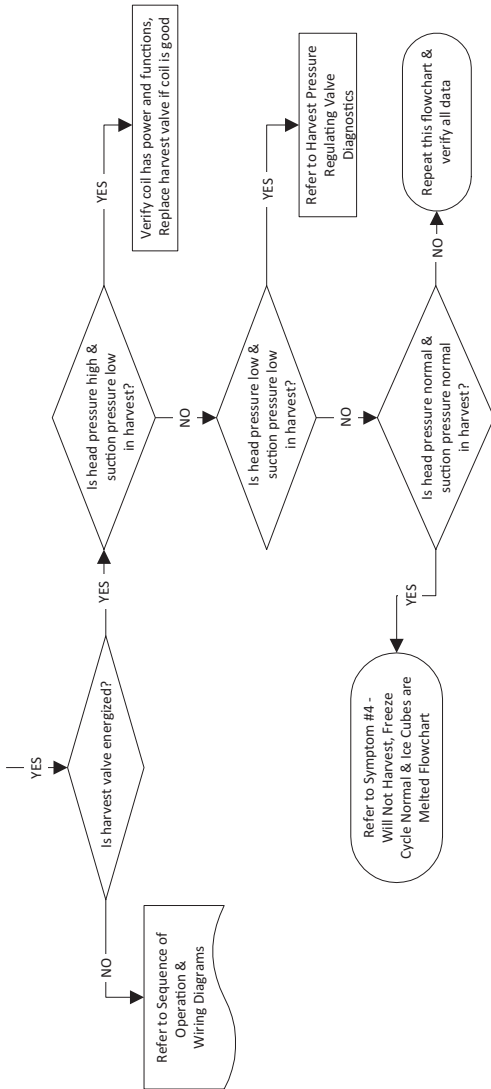 YES
Is harvest valve energized?
NO
Refer to Sequence of
Operation &
Wiring Diagrams
YES
Is head pressure high &
suction pressure low
in harvest?
YES
Verify coil has power and functions,
Replace harvest valve if coil is good
NO
Is head pressure low &
suction pressure low
in harvest?
YES
Refer to Harvest Pressure
Regulating Valve
Diagnostics
NO
Is head pressure normal &
suction pressure normal
in harvest?
YES
Refer to Symptom #4 -
Will Not Harvest, Freeze
Cycle Normal & Ice Cubes are
Melted Flowchart
NO
Repeat this flowchart &
verify all data